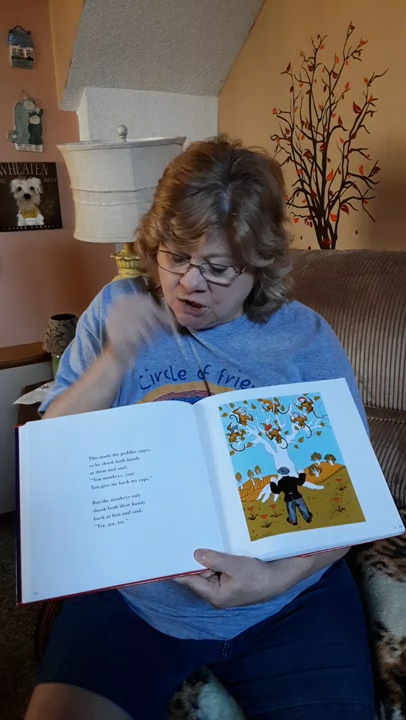 WHEATEN
Circle of Frie
This made the peddler angry,
so he shook both hands
at them and said,
"You monkeys, you!
You give me back my caps."
But the monkeys only
shook both their hands
back at him and said,
"Tsz, tsz, tsz."